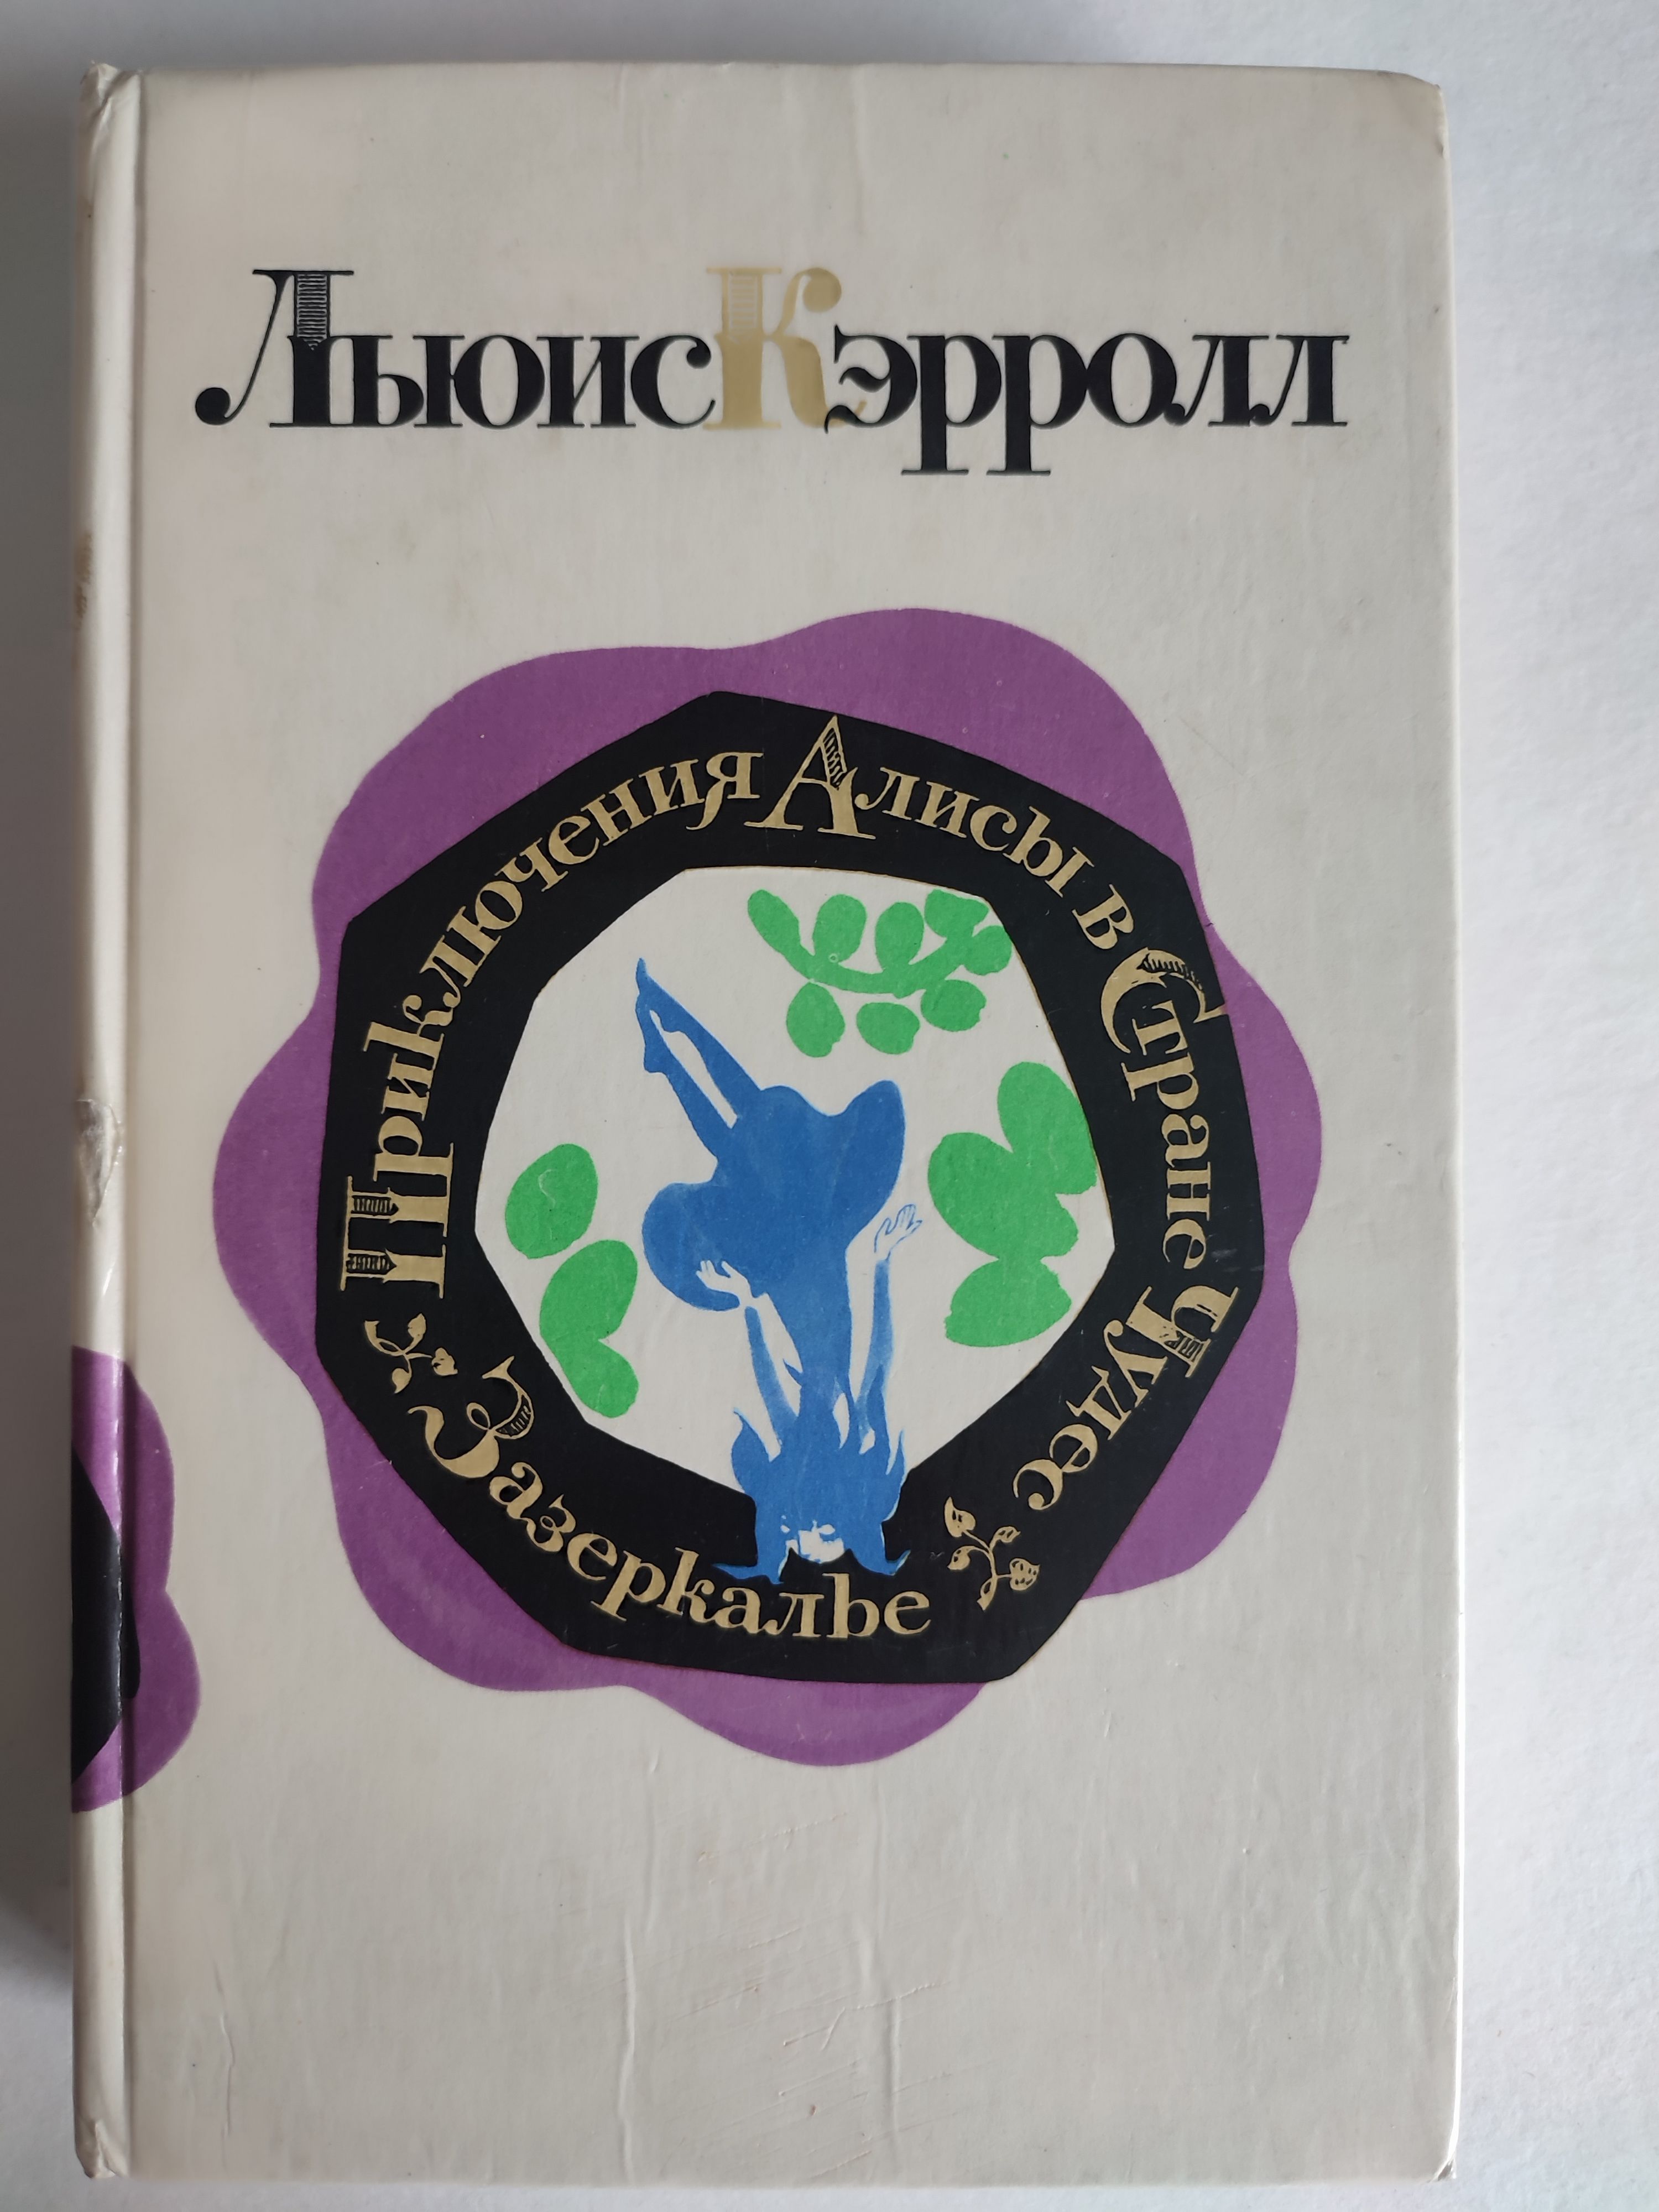 Льюис Кэрролл
Приключения Алисы в Стране Чудес
Зазеркалье